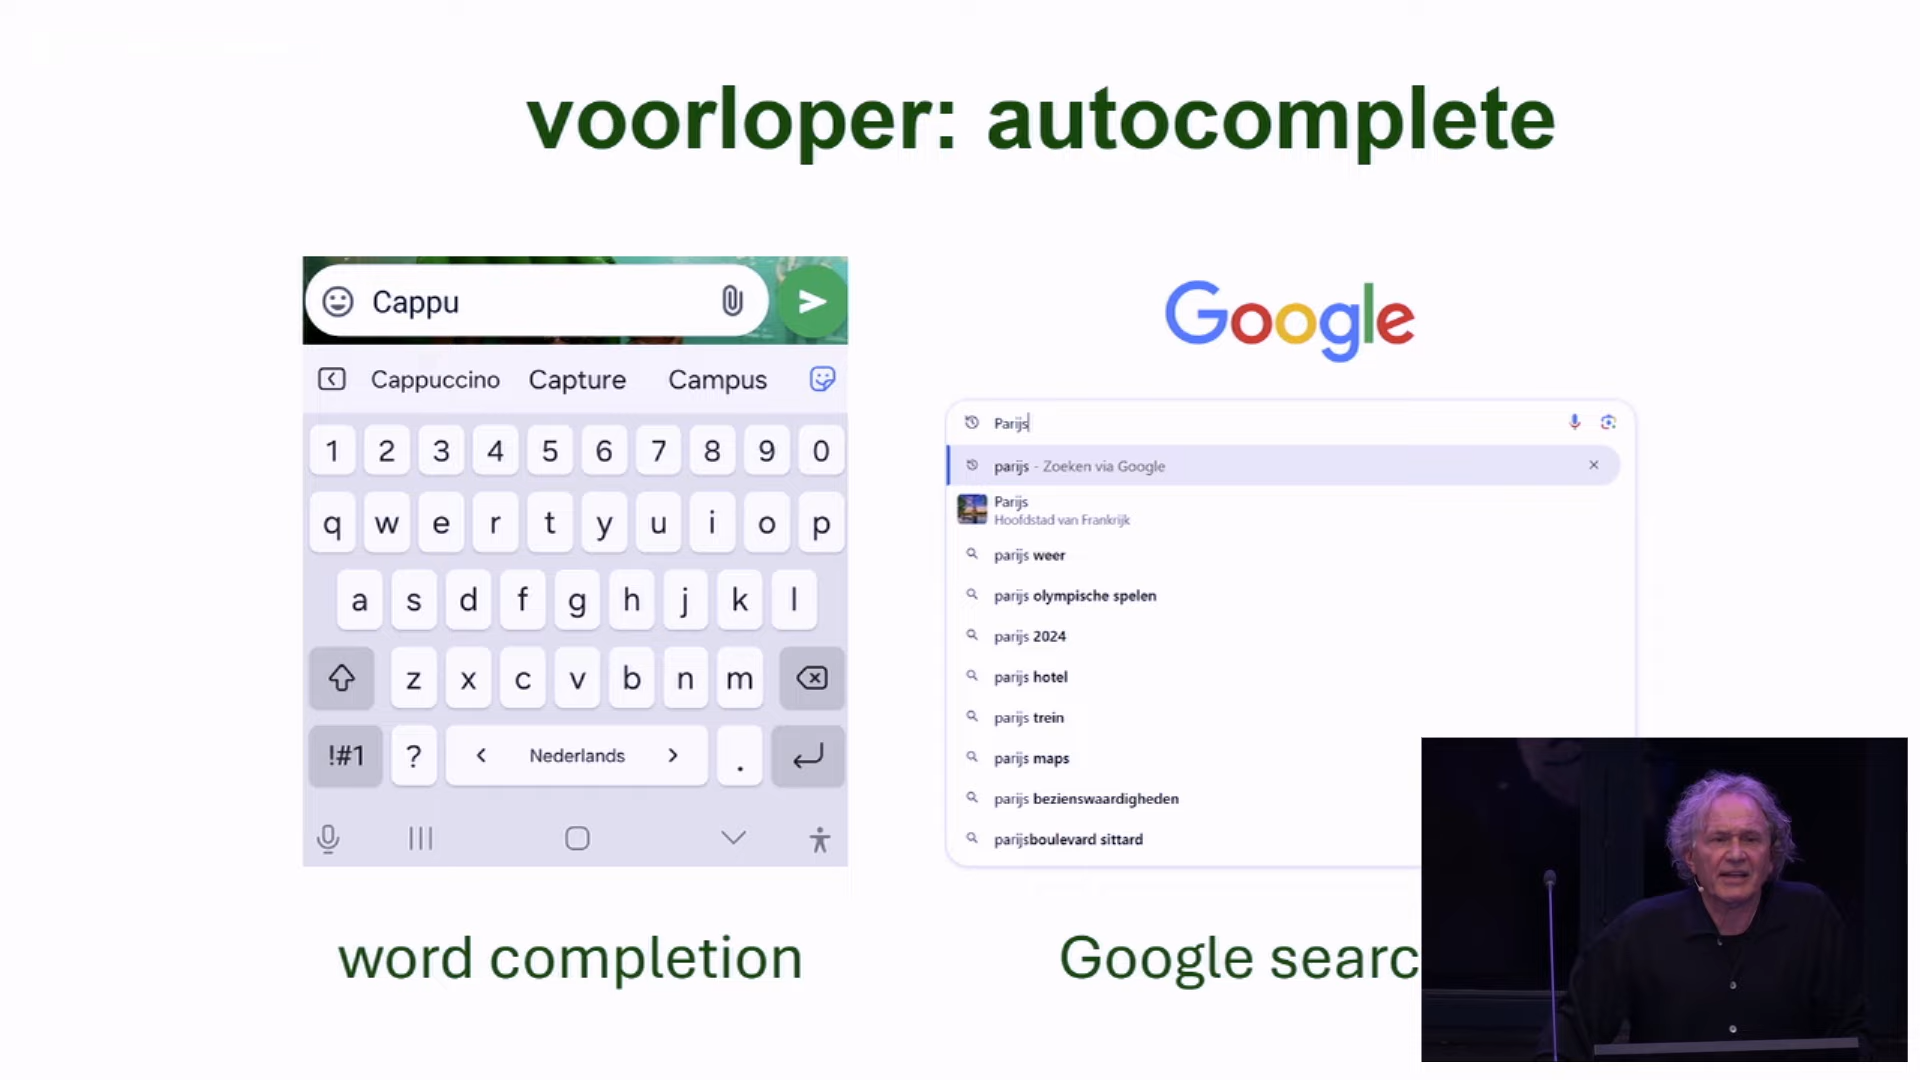 voorloper: autocomplete
Cappu
Cappuccino Capture Campus
1 2 3 4 5 6 7 8 9 0
q w e r t y u i o p
a s d f g h j k l
z x c v b n m
!#1 ? < Nederlands > .
word completion
Google
Parijs
parijs - Zoeken via Google
Parijs
Hoofdstad van Frankrijk
parijs weer
parijs olympische spelen
parijs 2024
parijs hotel
parijs trein
parijs maps
parijs bezienswaardigheden
parijsboulevard sittard
Google searc